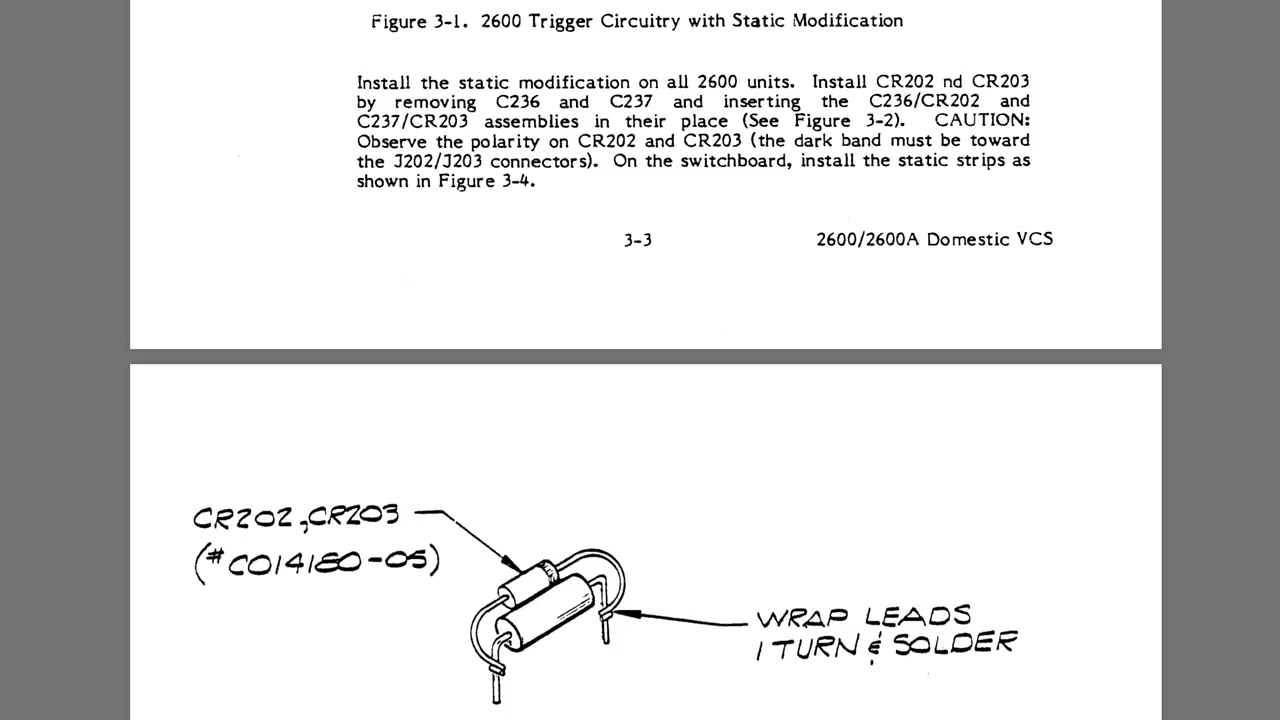 Figure 3-1. 2600 Trigger Circuitry with Static Modification
Install the static modification on all 2600 units. Install CR202 nd CR203
by removing C236 and C237 and inserting the C236/CR202 and
C237/CR203 assemblies in their place (See Figure 3-2). CAUTION:
Observe the polarity on CR202 and CR203 (the dark band must be toward
the J202/J203 connectors). On the switchboard, install the static strips as
shown in Figure 3-4.
3-3 2600/2600A Domestic VCS
CR202, CR203
(#C014180-05)
WRAP LEADS
1 TURN & SOLDER